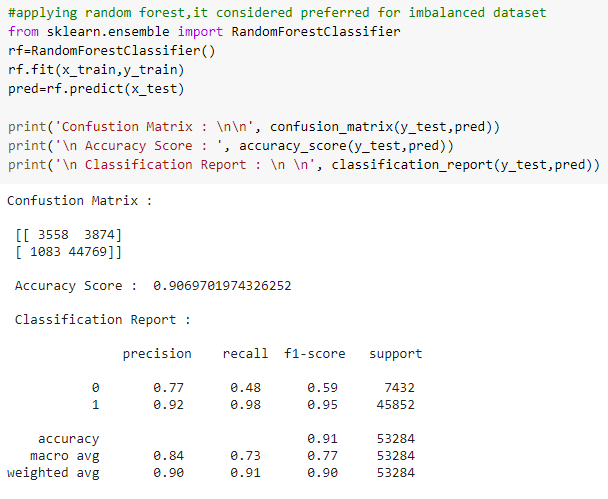 #applying random forest,it considered preferred for imbalanced dataset
from sklearn.ensemble import RandomForestClassifier
rf=RandomForestClassifier()
rf.fit(x_train,y_train)
pred=rf.predict(x_test)

print('Confustion Matrix : \n\n', confusion_matrix(y_test,pred))
print('\n Accuracy Score : ', accuracy_score(y_test,pred))
print('\n Classification Report : \n \n', classification_report(y_test,pred))

Confustion Matrix :

 [[ 3558  3874]
 [ 1083 44769]]

 Accuracy Score :  0.9069701974326252

 Classification Report :

               precision    recall  f1-score   support

           0       0.77      0.48      0.59      7432
           1       0.92      0.98      0.95     45852

    accuracy                           0.91     53284
   macro avg       0.84      0.73      0.77     53284
weighted avg       0.90      0.91      0.90     53284